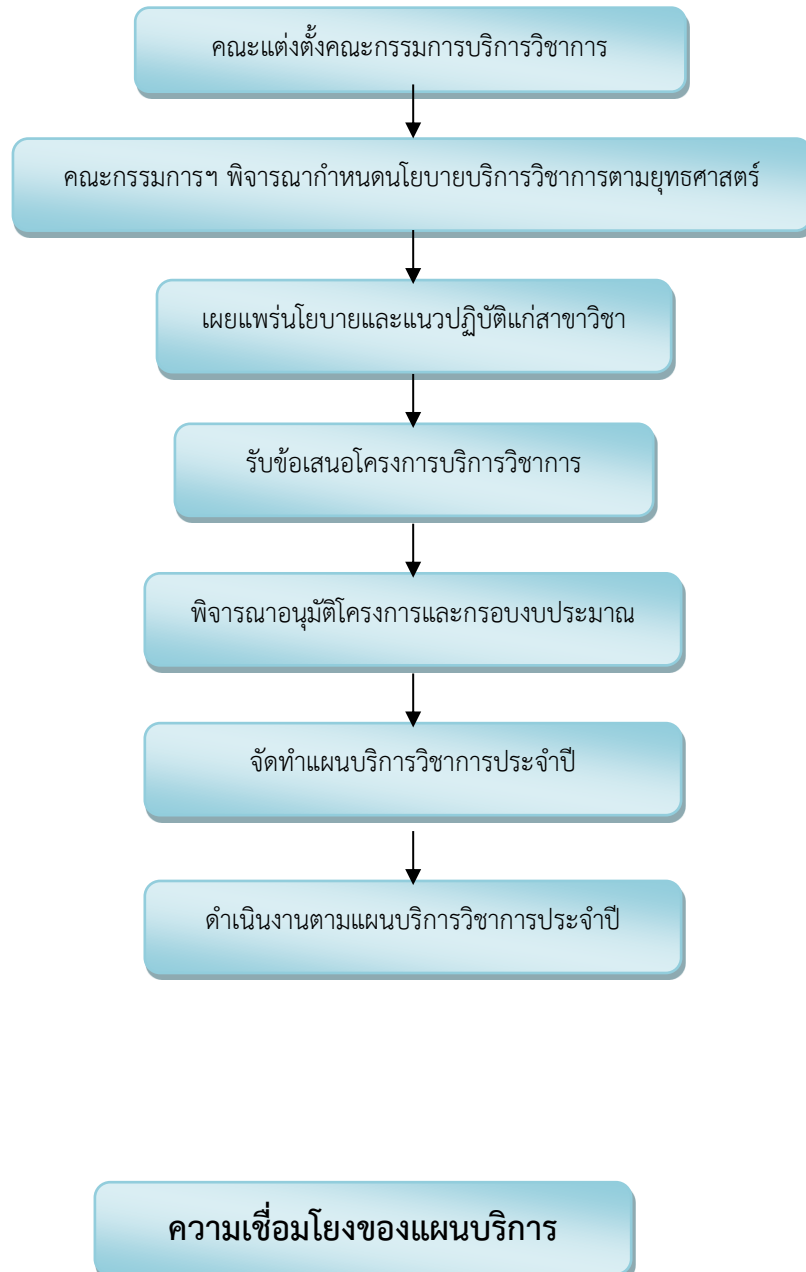 คณะแต่งตั้งคณะกรรมการบริการวิชาการ
คณะกรรมการฯ พิจารณากำหนดนโยบายบริการวิชาการตามยุทธศาสตร์
เผยแพร่นโยบายและแนวปฏิบัติแก่สาขาวิชา
รับข้อเสนอโครงการบริการวิชาการ
พิจารณาอนุมัติโครงการและกรอบงบประมาณ
จัดทำแผนบริการวิชาการประจำปี
ดำเนินงานตามแผนบริการวิชาการประจำปี
ความเชื่อมโยงของแผนบริการ